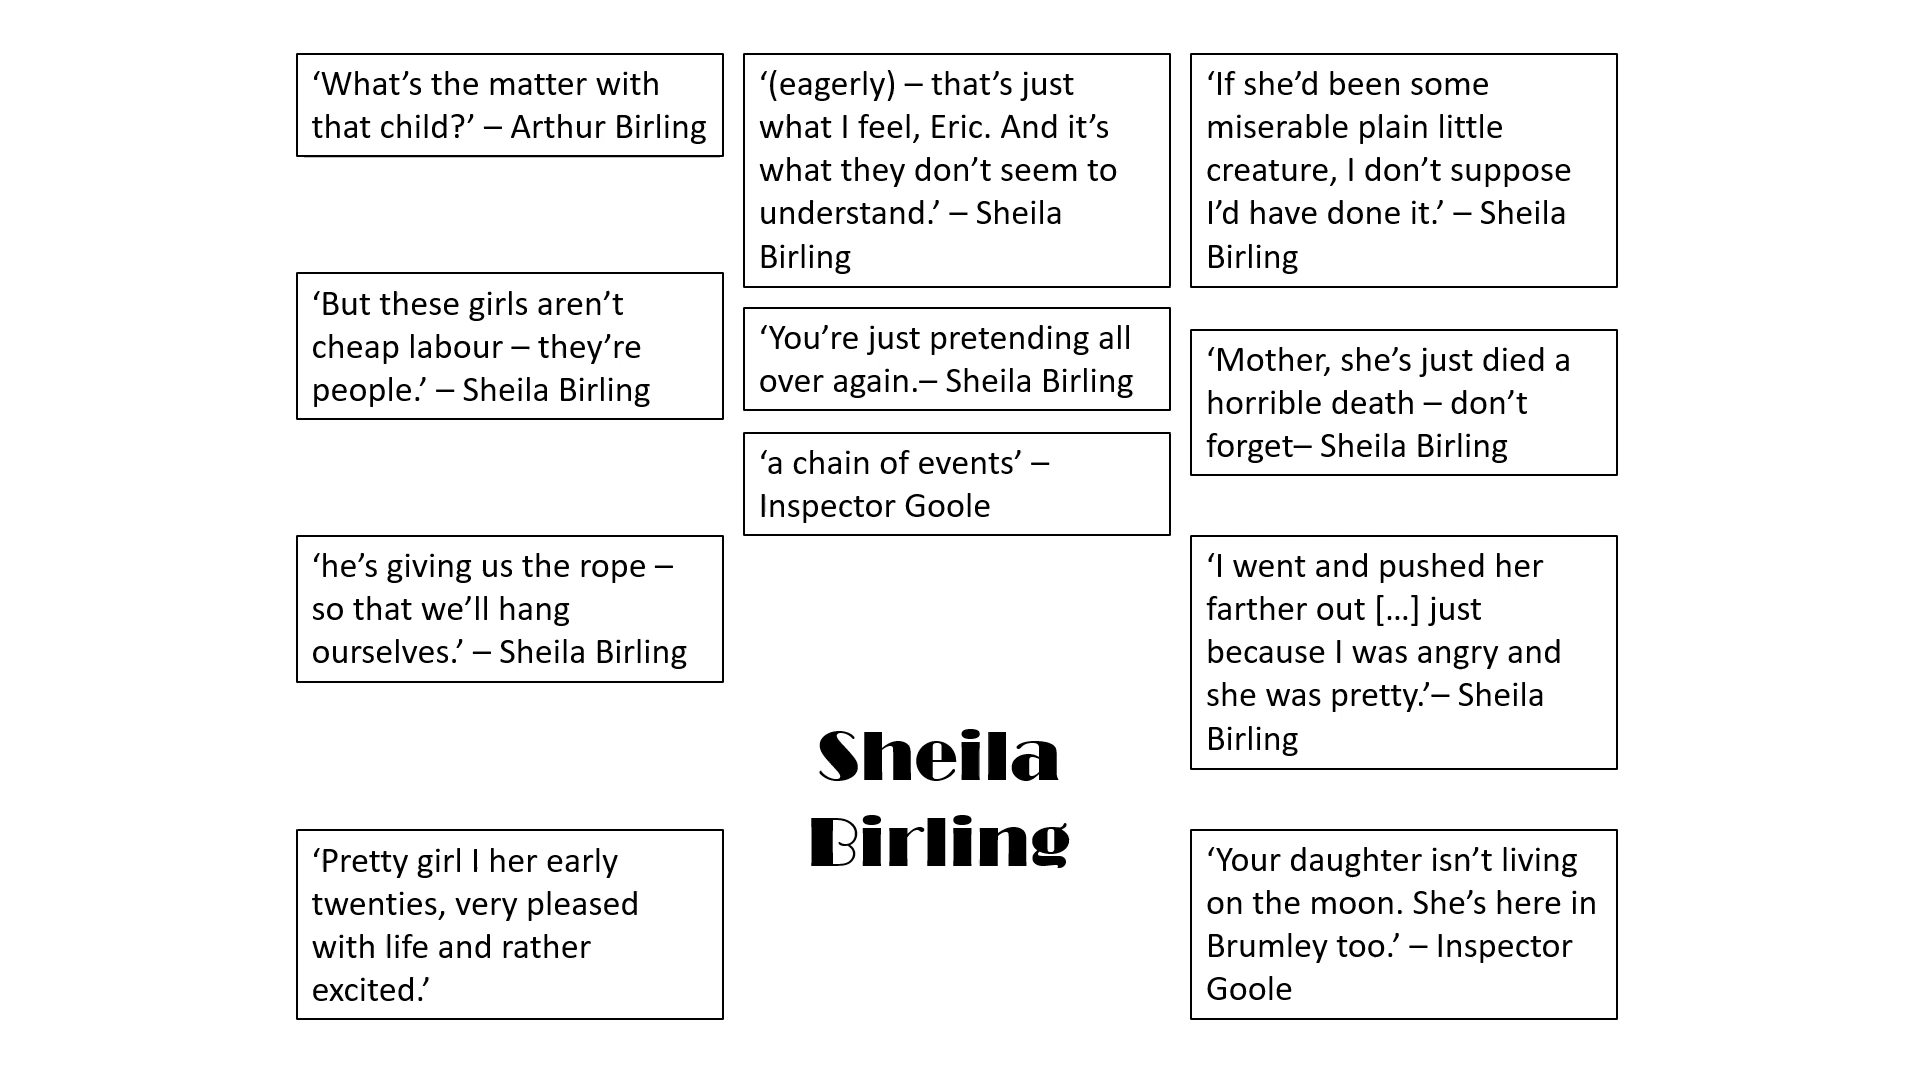 ‘What’s the matter with
that child?’ – Arthur Birling
‘But these girls aren’t
cheap labour – they’re
people.’ – Sheila Birling
‘he’s giving us the rope –
so that we’ll hang
ourselves.’ – Sheila Birling
‘Pretty girl I her early
twenties, very pleased
with life and rather
excited.’
‘(eagerly) – that’s just
what I feel, Eric. And it’s
what they don’t seem to
understand.’ – Sheila
Birling
‘You’re just pretending all
over again.– Sheila Birling
‘a chain of events’ –
Inspector Goole
Sheila
Birling
‘If she’d been some
miserable plain little
creature, I don’t suppose
I’d have done it.’ – Sheila
Birling
‘Mother, she’s just died a
horrible death – don’t
forget– Sheila Birling
‘I went and pushed her
farther out […] just
because I was angry and
she was pretty.’– Sheila
Birling
‘Your daughter isn’t living
on the moon. She’s here in
Brumley too.’ – Inspector
Goole